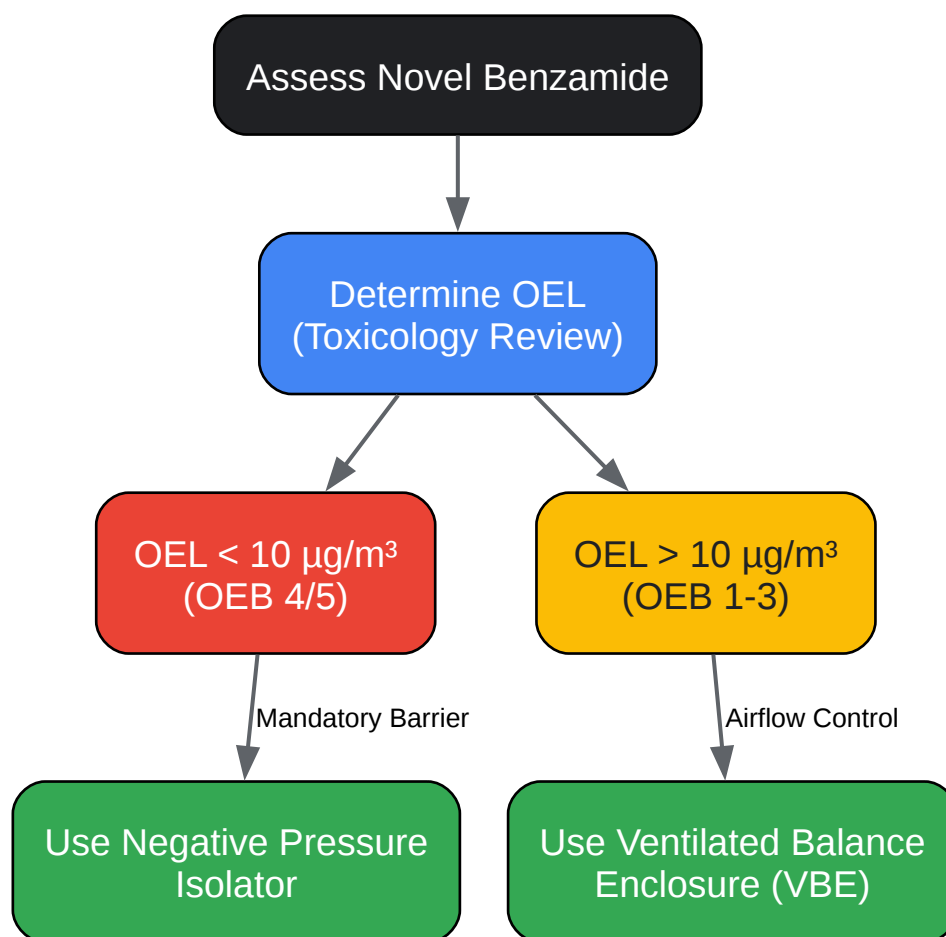 Assess Novel Benzamide
Determine OEL
(Toxicology Review)
OEL < 10 µg/m³
(OEB 4/5)
OEL > 10 µg/m³
(OEB 1-3)
Mandatory Barrier
Airflow Control
Use Negative Pressure
Isolator
Use Ventilated Balance
Enclosure (VBE)